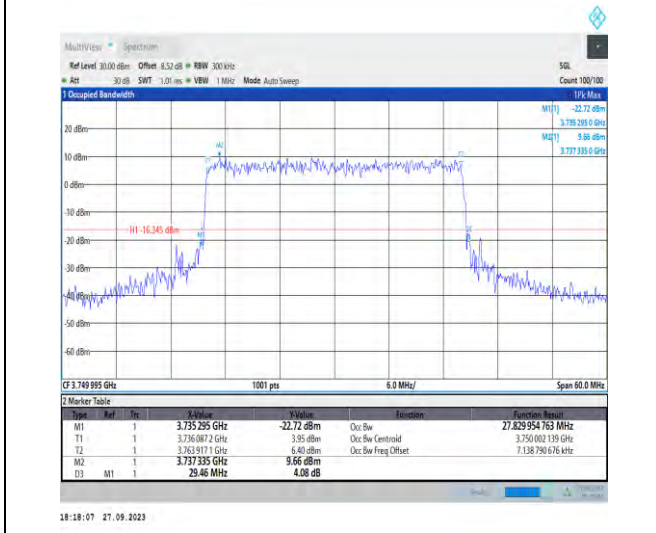 MultiView Spectrum
Ref Level 30.00 dBm Offset 8.52 dB RBW 300 kHz SGL
Att 30 dB SWT 1.01 ms VBW 1 MHz Mode Auto Sweep Count 100/100
1 Occupied Bandwidth 1Pk Max
M1[1] -22.72 dBm
3.735 295 0 GHz
M2[1] 9.66 dBm
3.737 335 0 GHz
20 dBm
M2
T1 T2
10 dBm
0 dBm
-10 dBm
H1 -16.345 dBm
M1
-20 dBm
-30 dBm
-40 dBm
-50 dBm
-60 dBm
CF 3.749 995 GHz 1001 pts 6.0 MHz/ Span 60.0 MHz
2 Marker Table
Type Ref Trc X-Value Y-Value Function Function Result
M1 1 3.735 295 GHz -22.72 dBm Occ Bw 27.829 954 763 MHz
T1 1 3.736 087 2 GHz 3.95 dBm Occ Bw Centroid 3.750 002 139 GHz
T2 1 3.763 917 1 GHz 6.40 dBm Occ Bw Freq Offset 7.138 790 676 kHz
M2 1 3.737 335 GHz 9.66 dBm
D3 M1 1 29.46 MHz 4.08 dB
18:18:07 27.09.2023